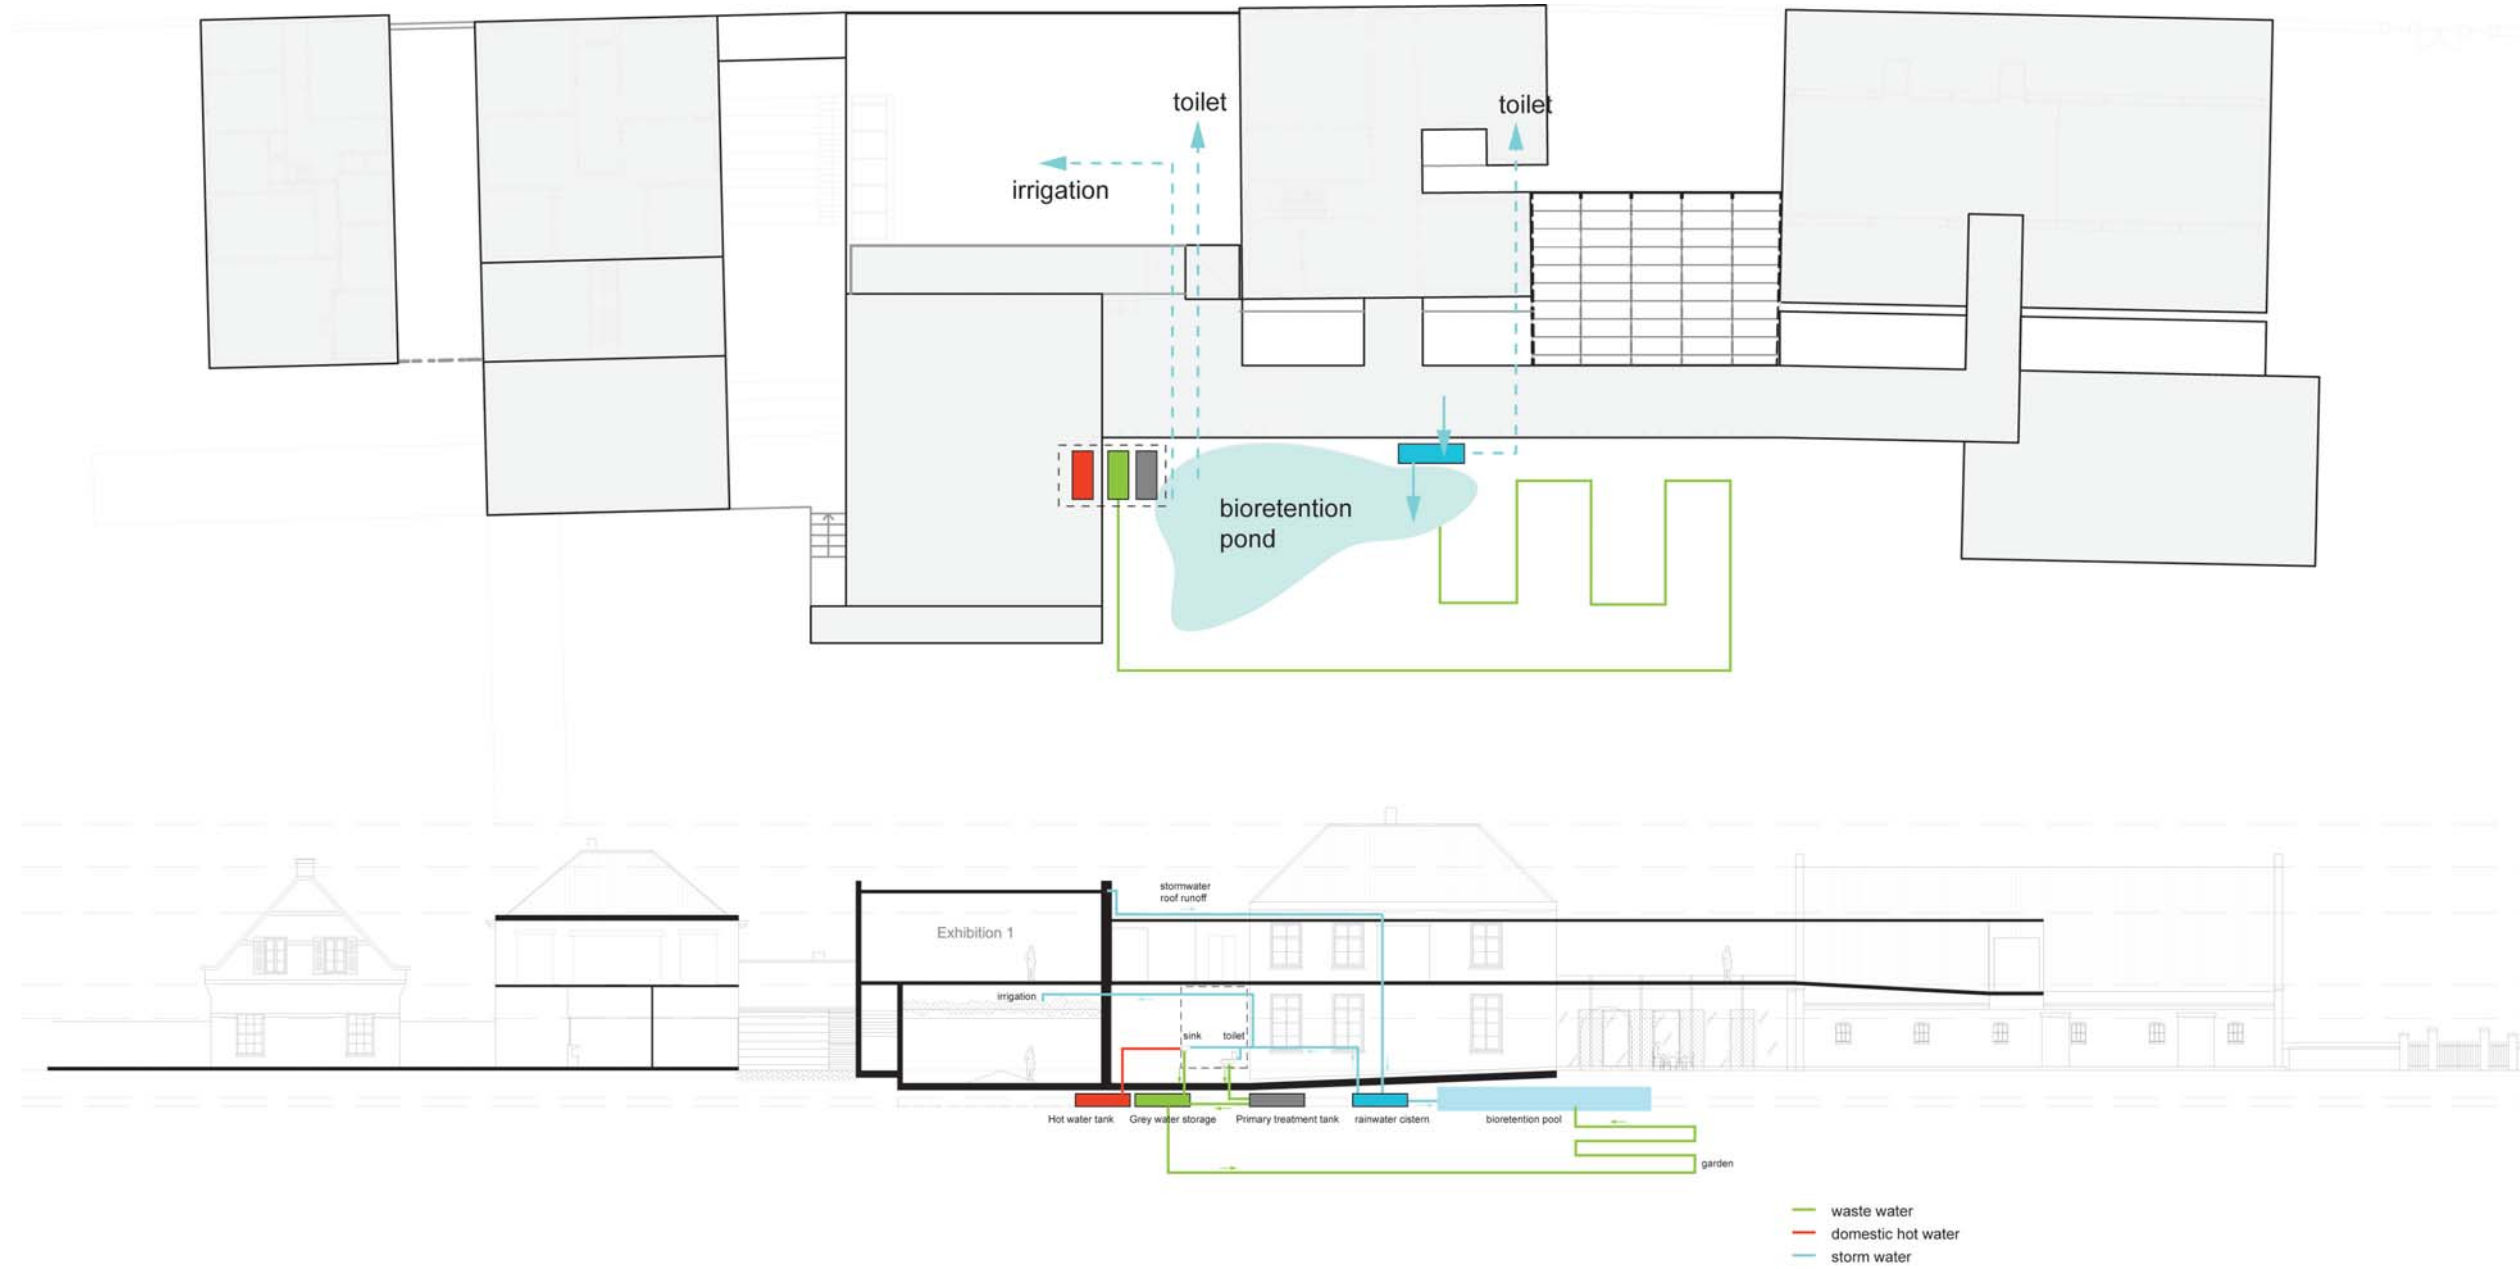 toilet
toilet
irrigation
bioretention
pond
stormwater
roof runoff
Exhibition 1
irrigation
sink
toilet
Hot water tank
Grey water storage
Primary treatment tank
rainwater cistern
bioretention pool
garden
waste water
domestic hot water
storm water